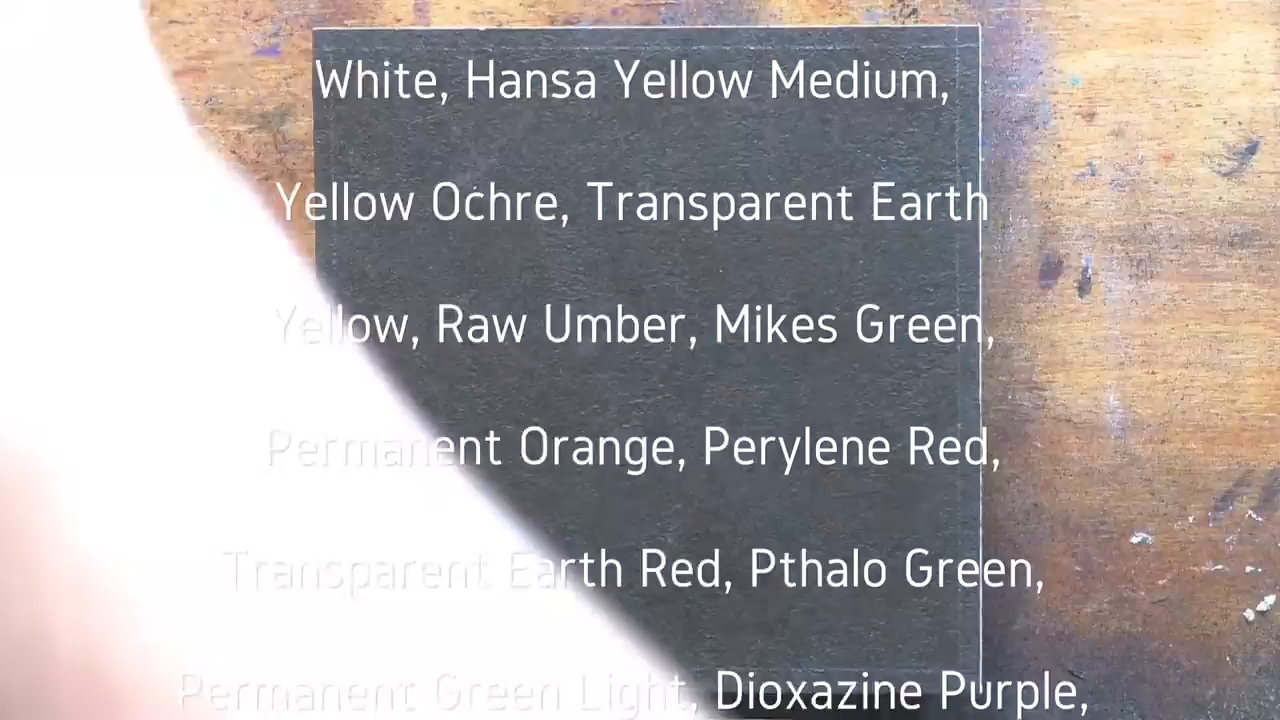 White, Hansa Yellow Medium,
Yellow Ochre, Transparent Earth
Yellow, Raw Umber, Mikes Green,
Permanent Orange, Perylene Red,
Transparent Earth Red, Pthalo Green,
Permanent Green Light, Dioxazine Purple,